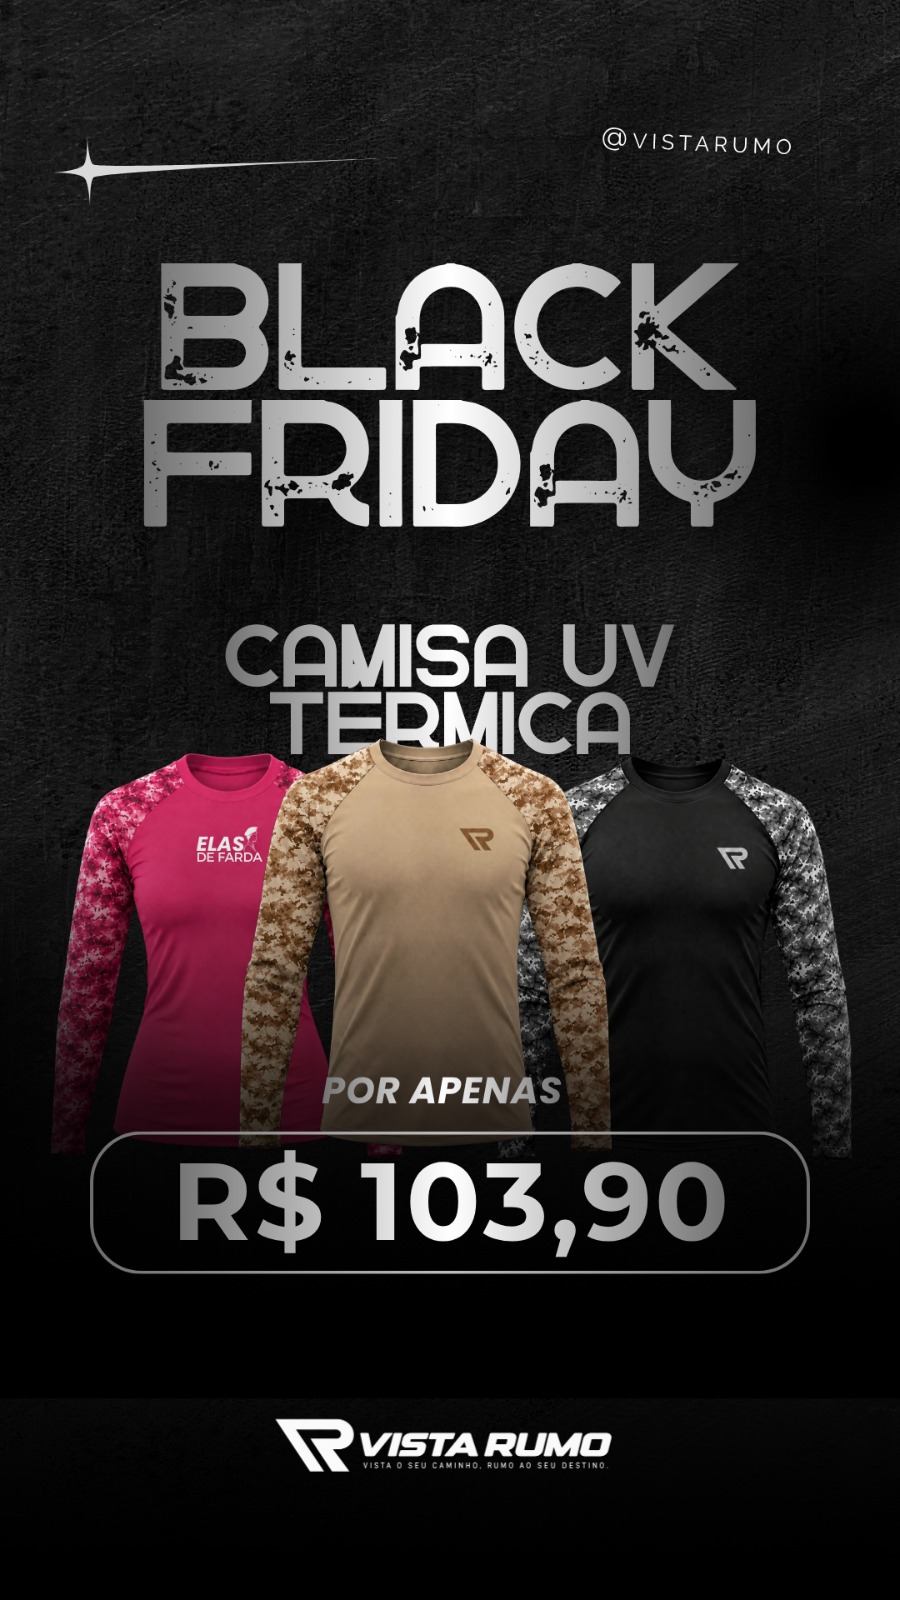 @VISTARUMO
BLACK
FRIDAY
CAMISA UV
TERMICA
ELAS
DE FARDA
POR APENAS
R$ 103,90
VISTA RUMO
VISTA O SEU CAMINHO, RUMO AO SEU DESTINO.